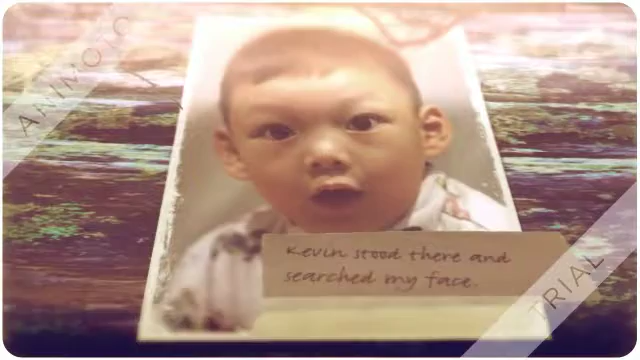 ANIMOTO
Kevin stood there and
searched my face.
TRIAL